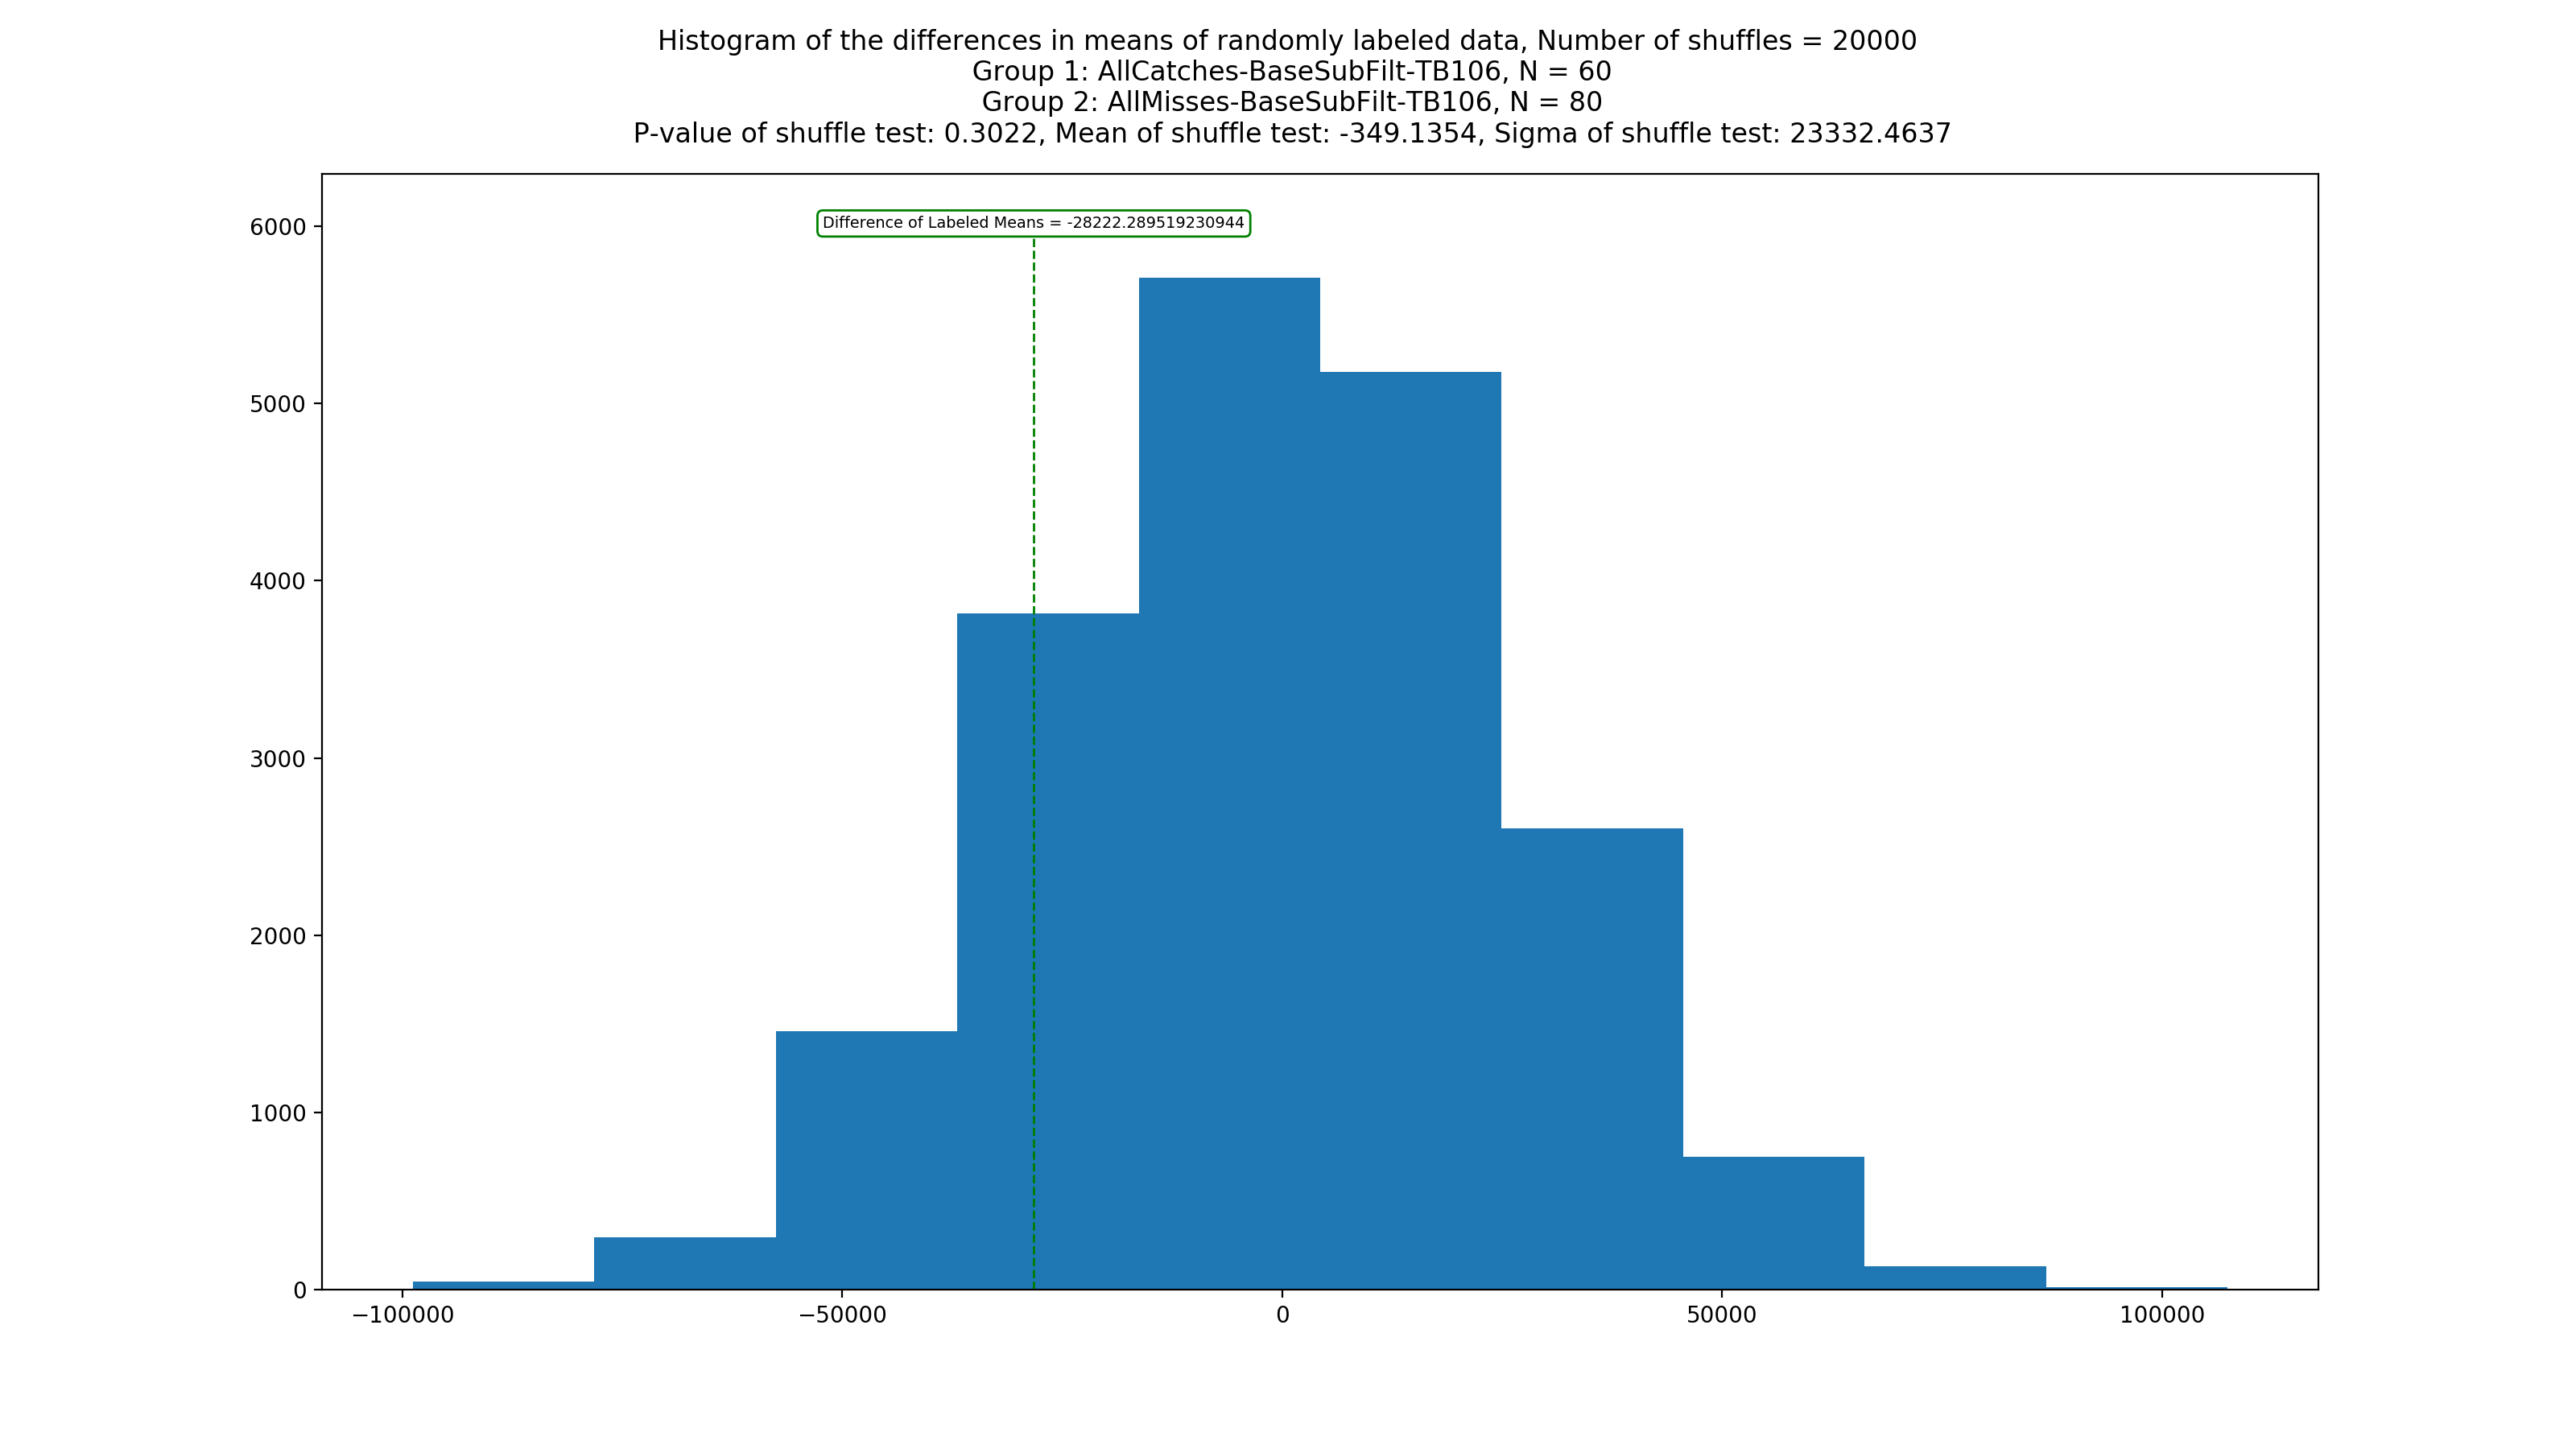 Histogram of the differences in means of randomly labeled data, Number of shuffles = 20000
Group 1: AllCatches-BaseSubFilt-TB106, N = 60
Group 2: AllMisses-BaseSubFilt-TB106, N = 80
P-value of shuffle test: 0.3022, Mean of shuffle test: -349.1354, Sigma of shuffle test: 23332.4637
Difference of Labeled Means = -28222.289519230944
6000
5000
4000
3000
2000
1000
0
−100000
−50000
0
50000
100000